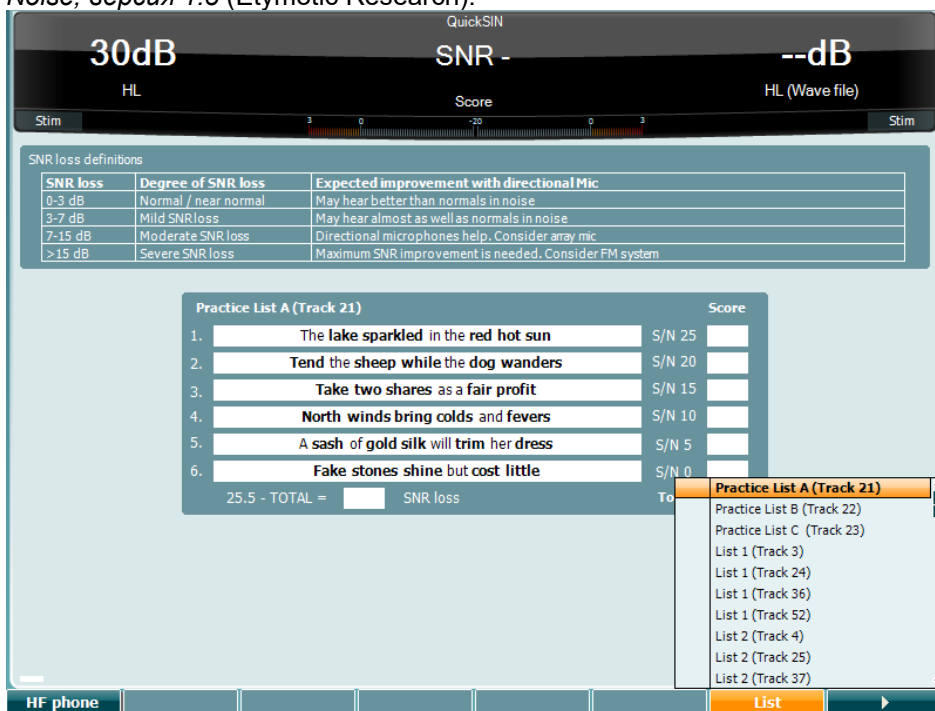 Noise, версия 1.3 (Etymotic Research).
QuickSIN
30dB SNR - --dB
HL Score HL (Wave file)
Stim 3 0 -20 0 3 Stim
SNR loss definitions
SNR loss Degree of SNR loss Expected improvement with directional Mic
0-3 dB Normal / near normal May hear better than normals in noise
3-7 dB Mild SNR loss May hear almost as well as normals in noise
7-15 dB Moderate SNR loss Directional microphones help. Consider array mic
>15 dB Severe SNR loss Maximum SNR improvement is needed. Consider FM system
Practice List A (Track 21) Score
1. The lake sparkled in the red hot sun S/N 25
2. Tend the sheep while the dog wanders S/N 20
3. Take two shares as a fair profit S/N 15
4. North winds bring colds and fevers S/N 10
5. A sash of gold silk will trim her dress S/N 5
6. Fake stones shine but cost little S/N 0
25.5 - TOTAL = SNR loss To
Practice List A (Track 21)
Practice List B (Track 22)
Practice List C (Track 23)
List 1 (Track 3)
List 1 (Track 24)
List 1 (Track 36)
List 1 (Track 52)
List 2 (Track 4)
List 2 (Track 25)
List 2 (Track 37)
HF phone List